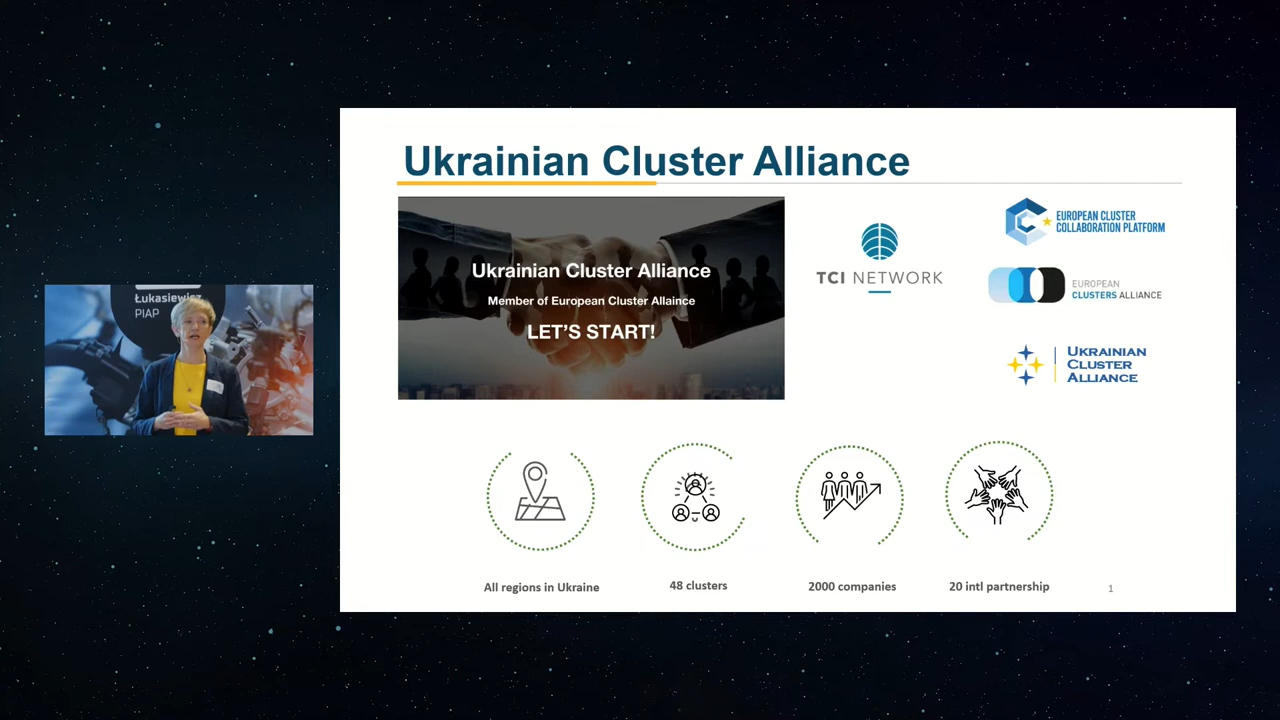 Łukasiewicz
PIAP
Ukrainian Cluster Alliance
Ukrainian Cluster Alliance
Member of European Cluster Allaince
LET'S START!
TCI NETWORK
EUROPEAN CLUSTER
COLLABORATION PLATFORM
EUROPEAN
CLUSTERS ALLIANCE
UKRAINIAN
CLUSTER
ALLIANCE
All regions in Ukraine
48 clusters
2000 companies
20 intl partnership
1